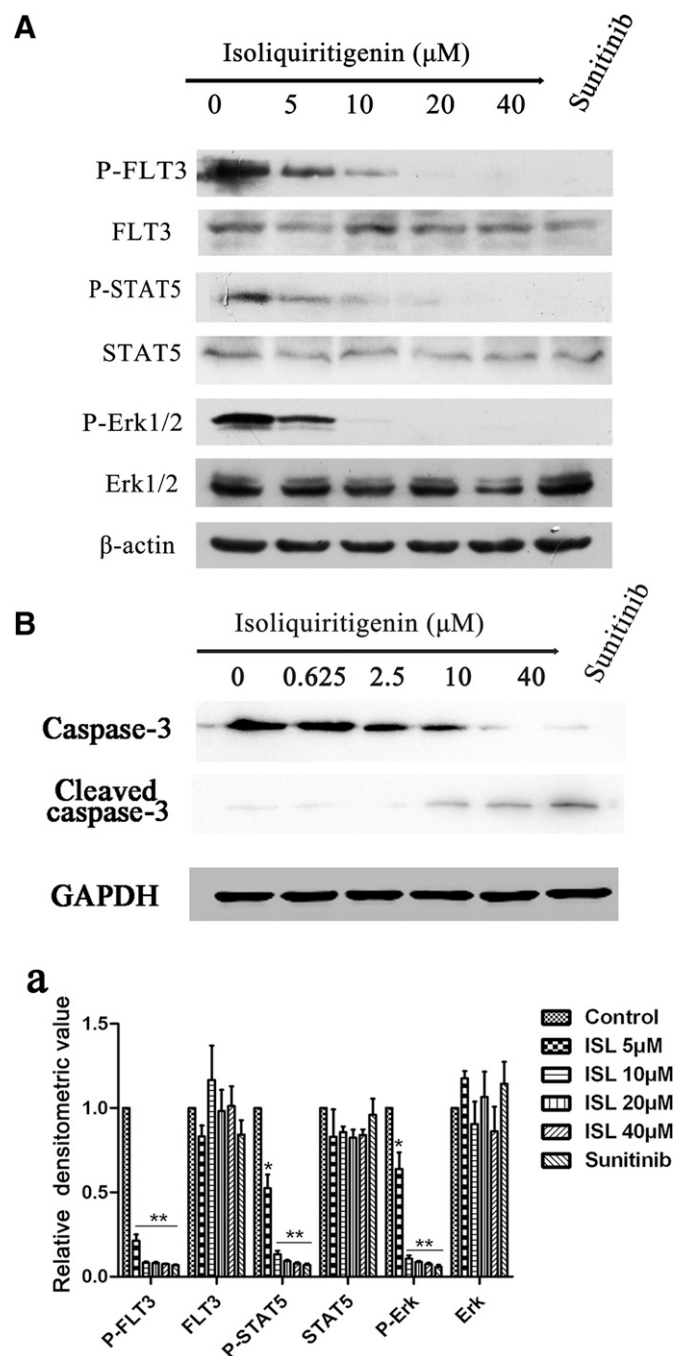 A
Isoliquiritigenin (μM)
Sunitinib
0 5 10 20 40
P-FLT3
FLT3
P-STAT5
STAT5
P-Erk1/2
Erk1/2
β-actin
B
Isoliquiritigenin (μM)
Sunitinib
0 0.625 2.5 10 40
Caspase-3
Cleaved
caspase-3
GAPDH
a
Relative densitometric value
1.5
1.0
0.5
0.0
**
*
**
*
**
P-FLT3
FLT3
P-STAT5
STAT5
P-Erk
Erk
Control
ISL 5μM
ISL 10μM
ISL 20μM
ISL 40μM
Sunitinib